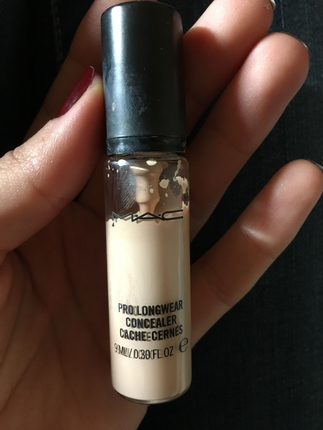 MAC
PRO LONGWEAR
CONCEALER
CACHE-CERNES
9 ML / 0.30 FL OZ ℮